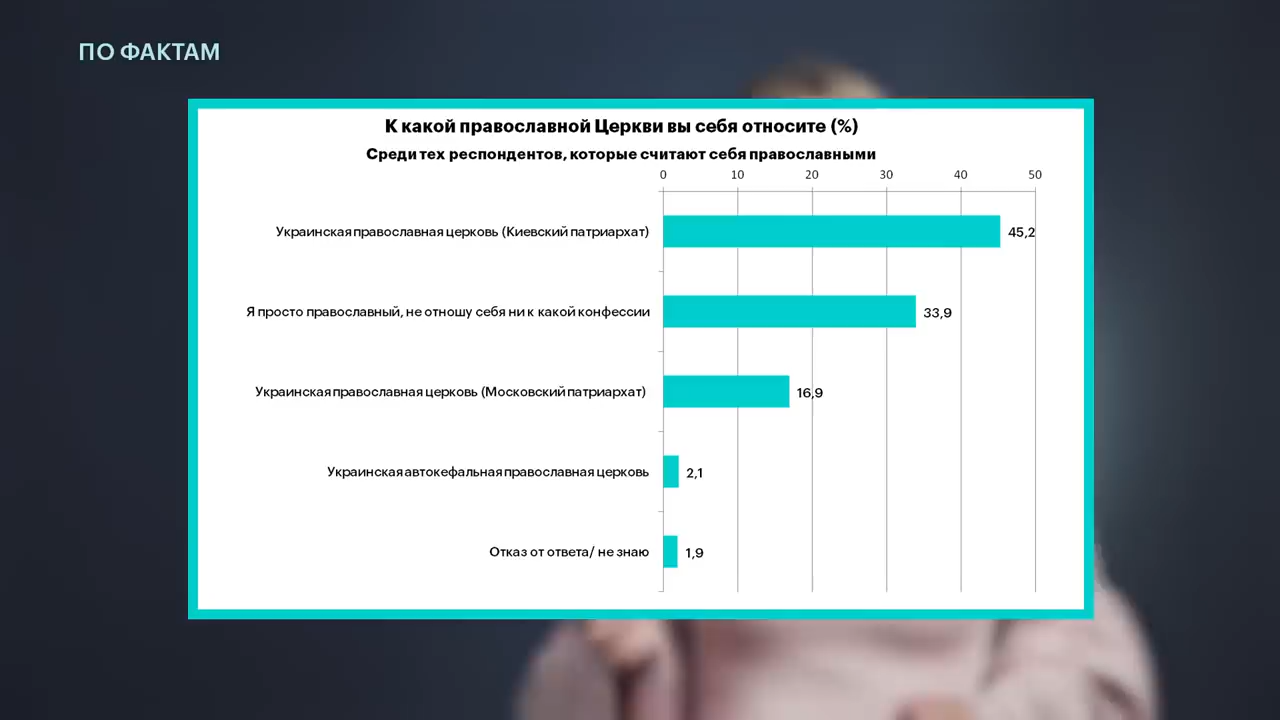 ПО ФАКТАМ
К какой православной Церкви вы себя относите (%)
Среди тех респондентов, которые считают себя православными
0 10 20 30 40 50
Украинская православная церковь (Киевский патриархат) 45,2
Я просто православный, не отношу себя ни к какой конфессии 33,9
Украинская православная церковь (Московский патриархат) 16,9
Украинская автокефальная православная церковь 2,1
Отказ от ответа/ не знаю 1,9